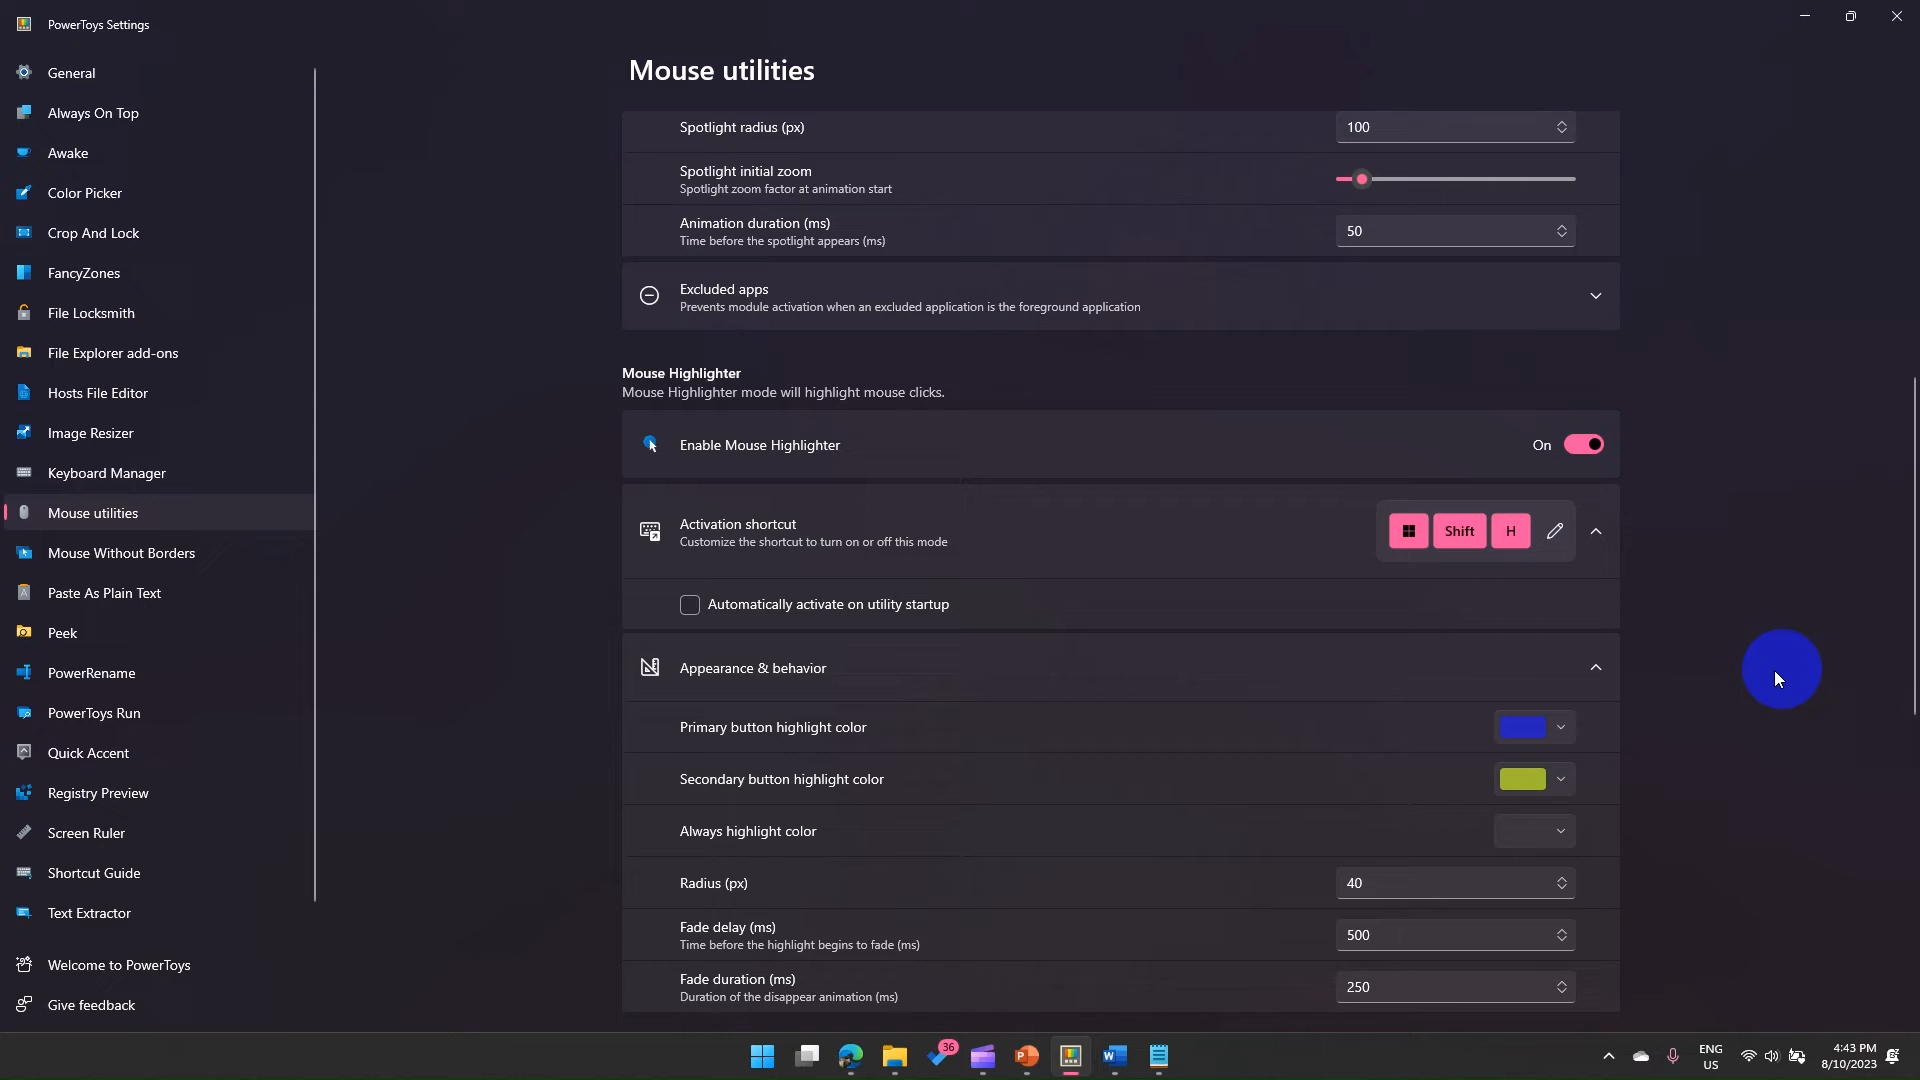 PowerToys Settings
General
Always On Top
Awake
Color Picker
Crop And Lock
FancyZones
File Locksmith
File Explorer add-ons
Hosts File Editor
Image Resizer
Keyboard Manager
Mouse utilities
Mouse Without Borders
Paste As Plain Text
Peek
PowerRename
PowerToys Run
Quick Accent
Registry Preview
Screen Ruler
Shortcut Guide
Text Extractor
Welcome to PowerToys
Give feedback
Mouse utilities
Spotlight radius (px)
100
Spotlight initial zoom
Spotlight zoom factor at animation start
Animation duration (ms)
Time before the spotlight appears (ms)
50
Excluded apps
Prevents module activation when an excluded application is the foreground application
Mouse Highlighter
Mouse Highlighter mode will highlight mouse clicks.
Enable Mouse Highlighter
On
Activation shortcut
Customize the shortcut to turn on or off this mode
Shift H
Automatically activate on utility startup
Appearance & behavior
Primary button highlight color
Secondary button highlight color
Always highlight color
Radius (px)
40
Fade delay (ms)
Time before the highlight begins to fade (ms)
500
Fade duration (ms)
Duration of the disappear animation (ms)
250
36
P
W
ENG
US
4:43 PM
8/10/2023